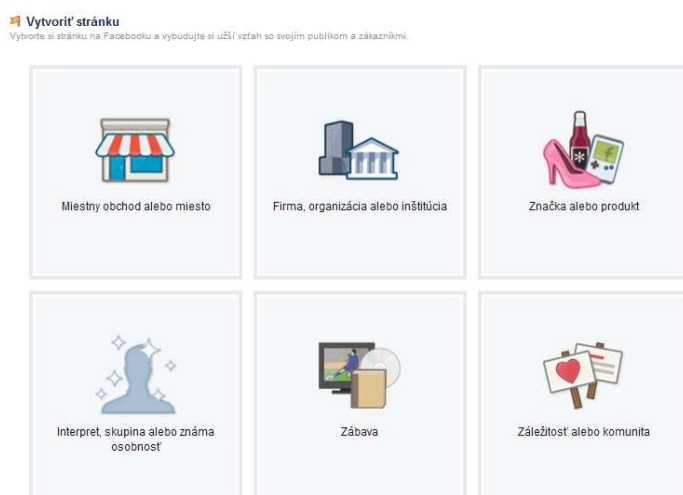 Vytvoriť stránku
Vytvorte si stránku na Facebooku a vybudujte si užší vzťah so svojím publikom a zákazníkmi.
Miestny obchod alebo miesto
Firma, organizácia alebo inštitúcia
Značka alebo produkt
Interpret, skupina alebo známa
osobnosť
Zábava
Záležitosť alebo komunita